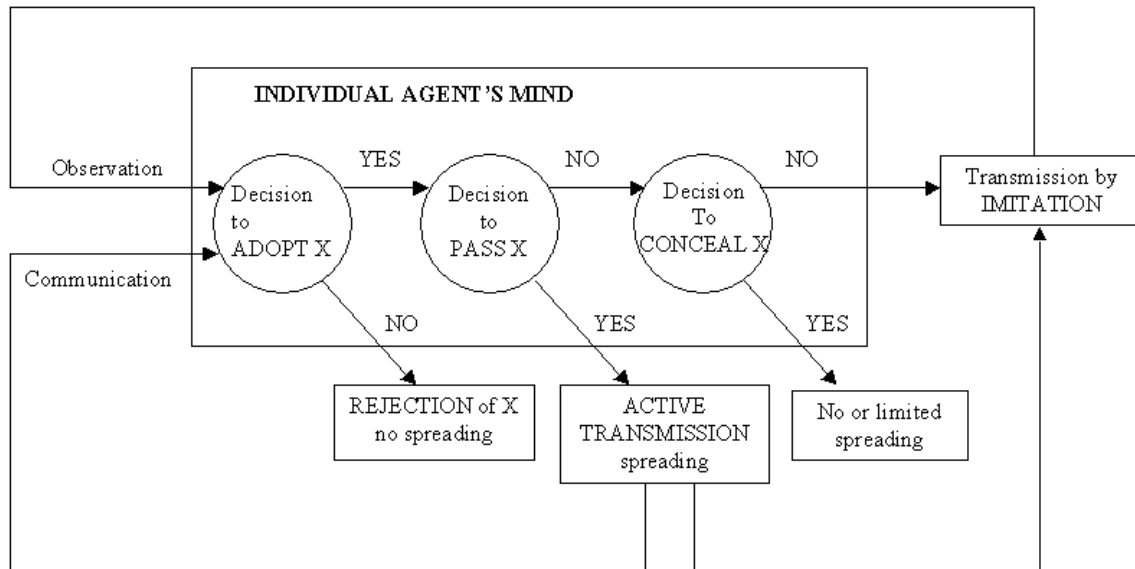 INDIVIDUAL AGENT'S MIND
Observation
YES
NO
NO
Decision
to
ADOPT X
Decision
to
PASS X
Decision
To
CONCEAL X
Transmission by
IMITATION
Communication
NO
YES
YES
REJECTION of X
no spreading
ACTIVE
TRANSMISSION
spreading
No or limited
spreading